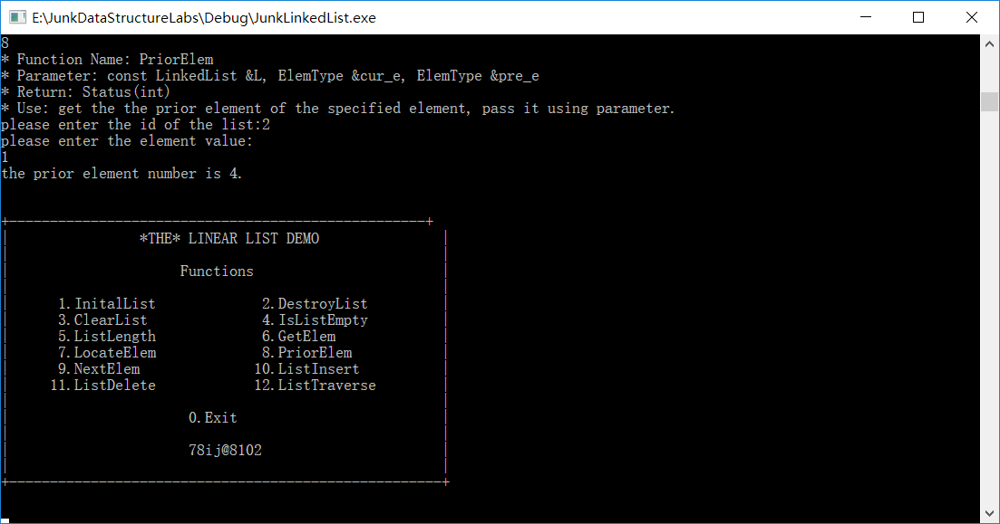 E:\JunkDataStructureLabs\Debug\JunkLinkedList.exe
8
* Function Name: PriorElem
* Parameter: const LinkedList &L, ElemType &cur_e, ElemType &pre_e
* Return: Status(int)
* Use: get the the prior element of the specified element, pass it using parameter.
please enter the id of the list:2
please enter the element value:
1
the prior element number is 4.
+---------------------------------------------------+
| *THE* LINEAR LIST DEMO |
| Functions |
| 1.InitalList 2.DestroyList |
| 3.ClearList 4.IsListEmpty |
| 5.ListLength 6.GetElem |
| 7.LocateElem 8.PriorElem |
| 9.NextElem 10.ListInsert |
| 11.ListDelete 12.ListTraverse |
| 0.Exit |
| 78ij@8102 |
+-----------------------------------------------------+